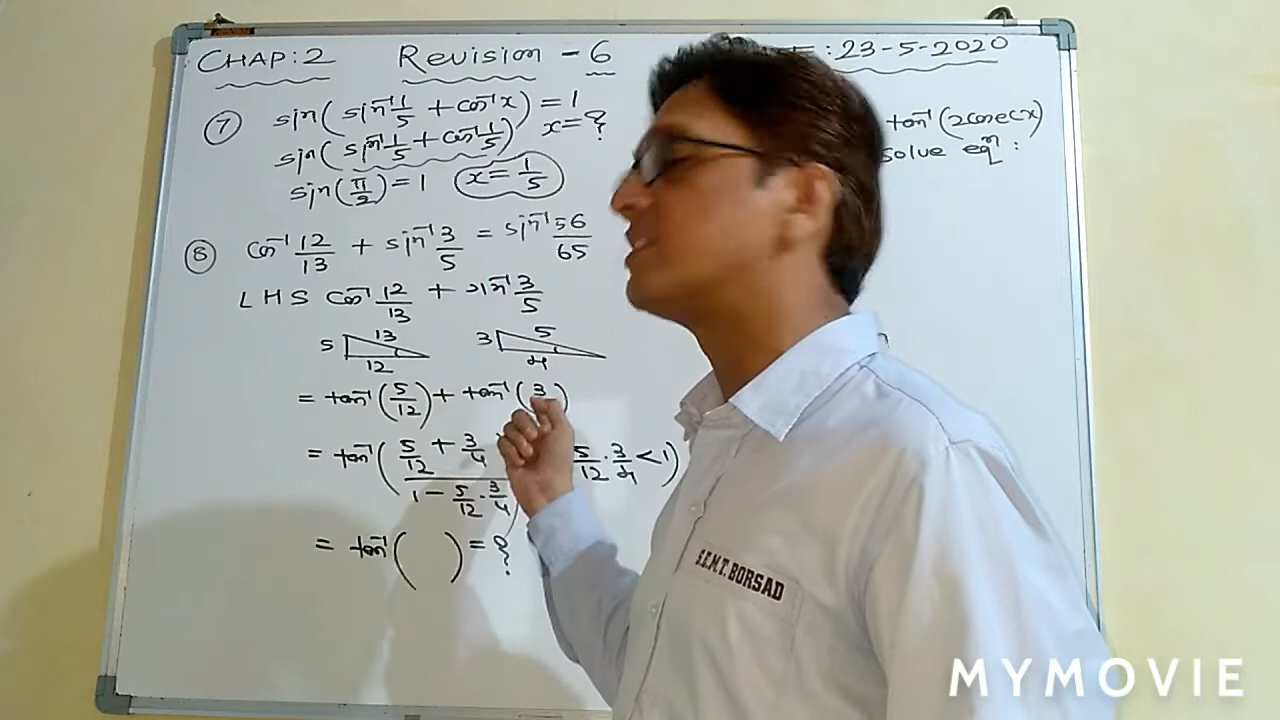 CHAP:2 Revision - 6 : 23-5-2020
⑦ sin(sin⁻¹ 1/5 + cos⁻¹ x) = 1
sin(sin⁻¹ 1/5 + cos⁻¹ 1/5) x = ?
sin(π/2) = 1 x = 1/5
⑧ cos⁻¹ 12/13 + sin⁻¹ 3/5 = sin⁻¹ 56/65
LHS cos⁻¹ 12/13 + sin⁻¹ 3/5
5 13 12
3 5 4
= tan⁻¹(5/12) + tan⁻¹(3 )
= tan⁻¹( (5/12 + 3/4) / (1 - 5/12 · 3/4) 5/12 · 3/4 < 1)
= tan⁻¹( ) = ?
tan⁻¹(2cosecx)
solve eqⁿ :
S.E.M.T. BORSAD
MYMOVIE